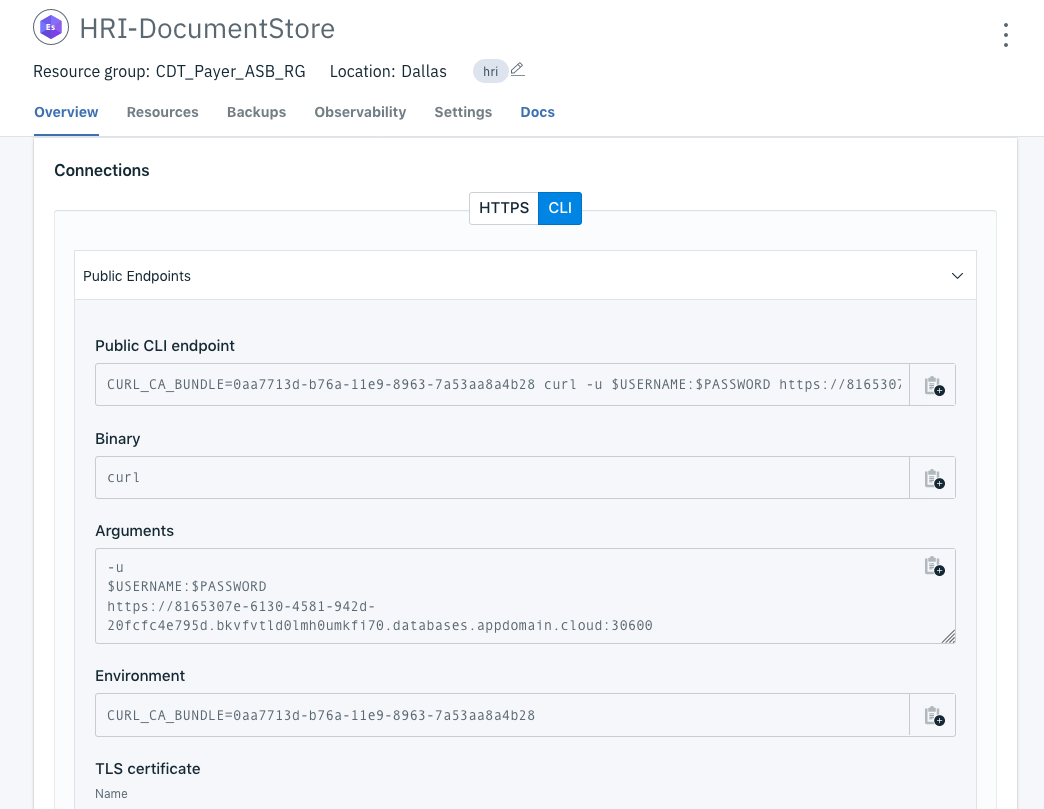 Es
HRI-DocumentStore
Resource group: CDT_Payer_ASB_RG Location: Dallas hri
Overview Resources Backups Observability Settings Docs
Connections
HTTPS CLI
Public Endpoints
Public CLI endpoint
CURL_CA_BUNDLE=0aa7713d-b76a-11e9-8963-7a53aa8a4b28 curl -u $USERNAME:$PASSWORD https://8165307
Binary
curl
Arguments
-u
$USERNAME:$PASSWORD
https://8165307e-6130-4581-942d-
20fcfc4e795d.bkvfvtld0lmh0umkfi70.databases.appdomain.cloud:30600
Environment
CURL_CA_BUNDLE=0aa7713d-b76a-11e9-8963-7a53aa8a4b28
TLS certificate
Name